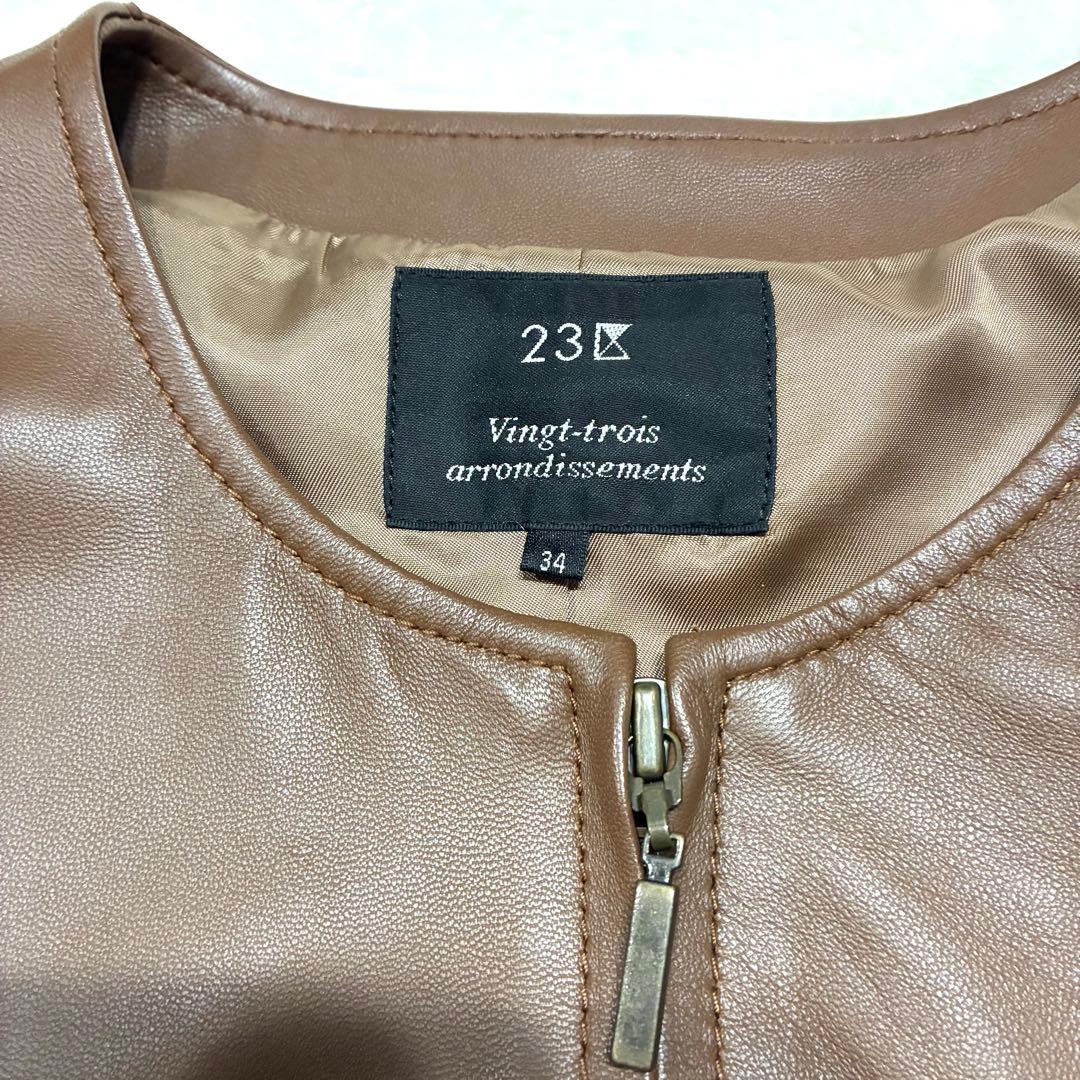 23区
Vingt-trois
arrondissements
34